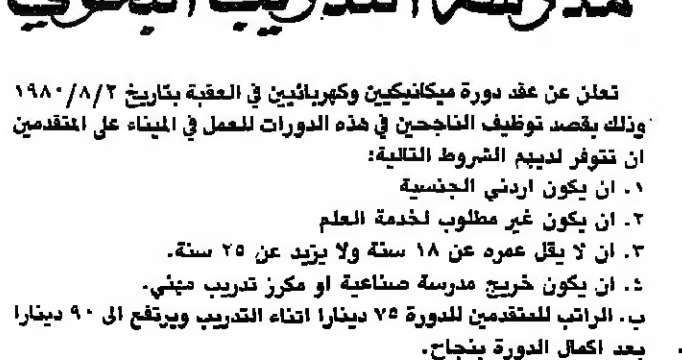 مدرسة التدريب البحري
تعلن عن عقد دورة ميكانيكيين وكهربائيين في العقبة بتاريخ ١٩٨٠/٨/٢
وذلك بقصد توظيف الناجحين في هذه الدورات للعمل في الميناء على المتقدمين
ان تتوفر لديهم الشروط التالية:
١. ان يكون اردني الجنسية
٢. ان يكون غير مطلوب لخدمة العلم
٣. ان لا يقل عمره عن ١٨ سنة ولا يزيد عن ٢٥ سنة.
٤. ان يكون خريج مدرسة صناعية او مكرز تدريب مهني.
ب. الراتب للمتقدمين للدورة ٧٥ دينارا اثناء التدريب ويرتفع الى ٩٠ دينارا
بعد اكمال الدورة بنجاح.